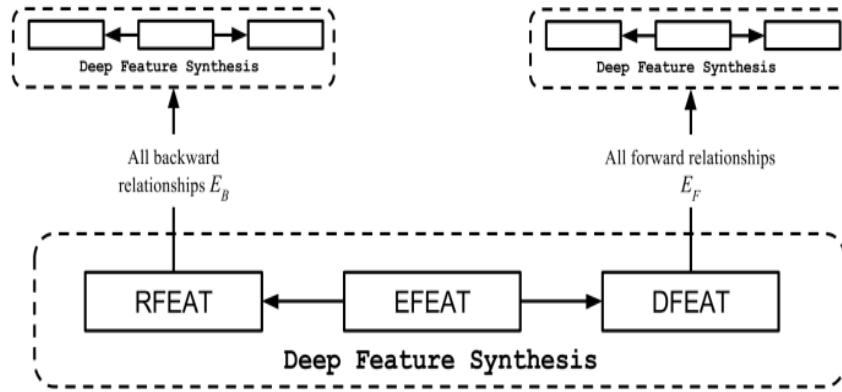 Deep Feature Synthesis
Deep Feature Synthesis
All backward
relationships E_B
All forward relationships
E_F
RFEAT
EFEAT
DFEAT
Deep Feature Synthesis